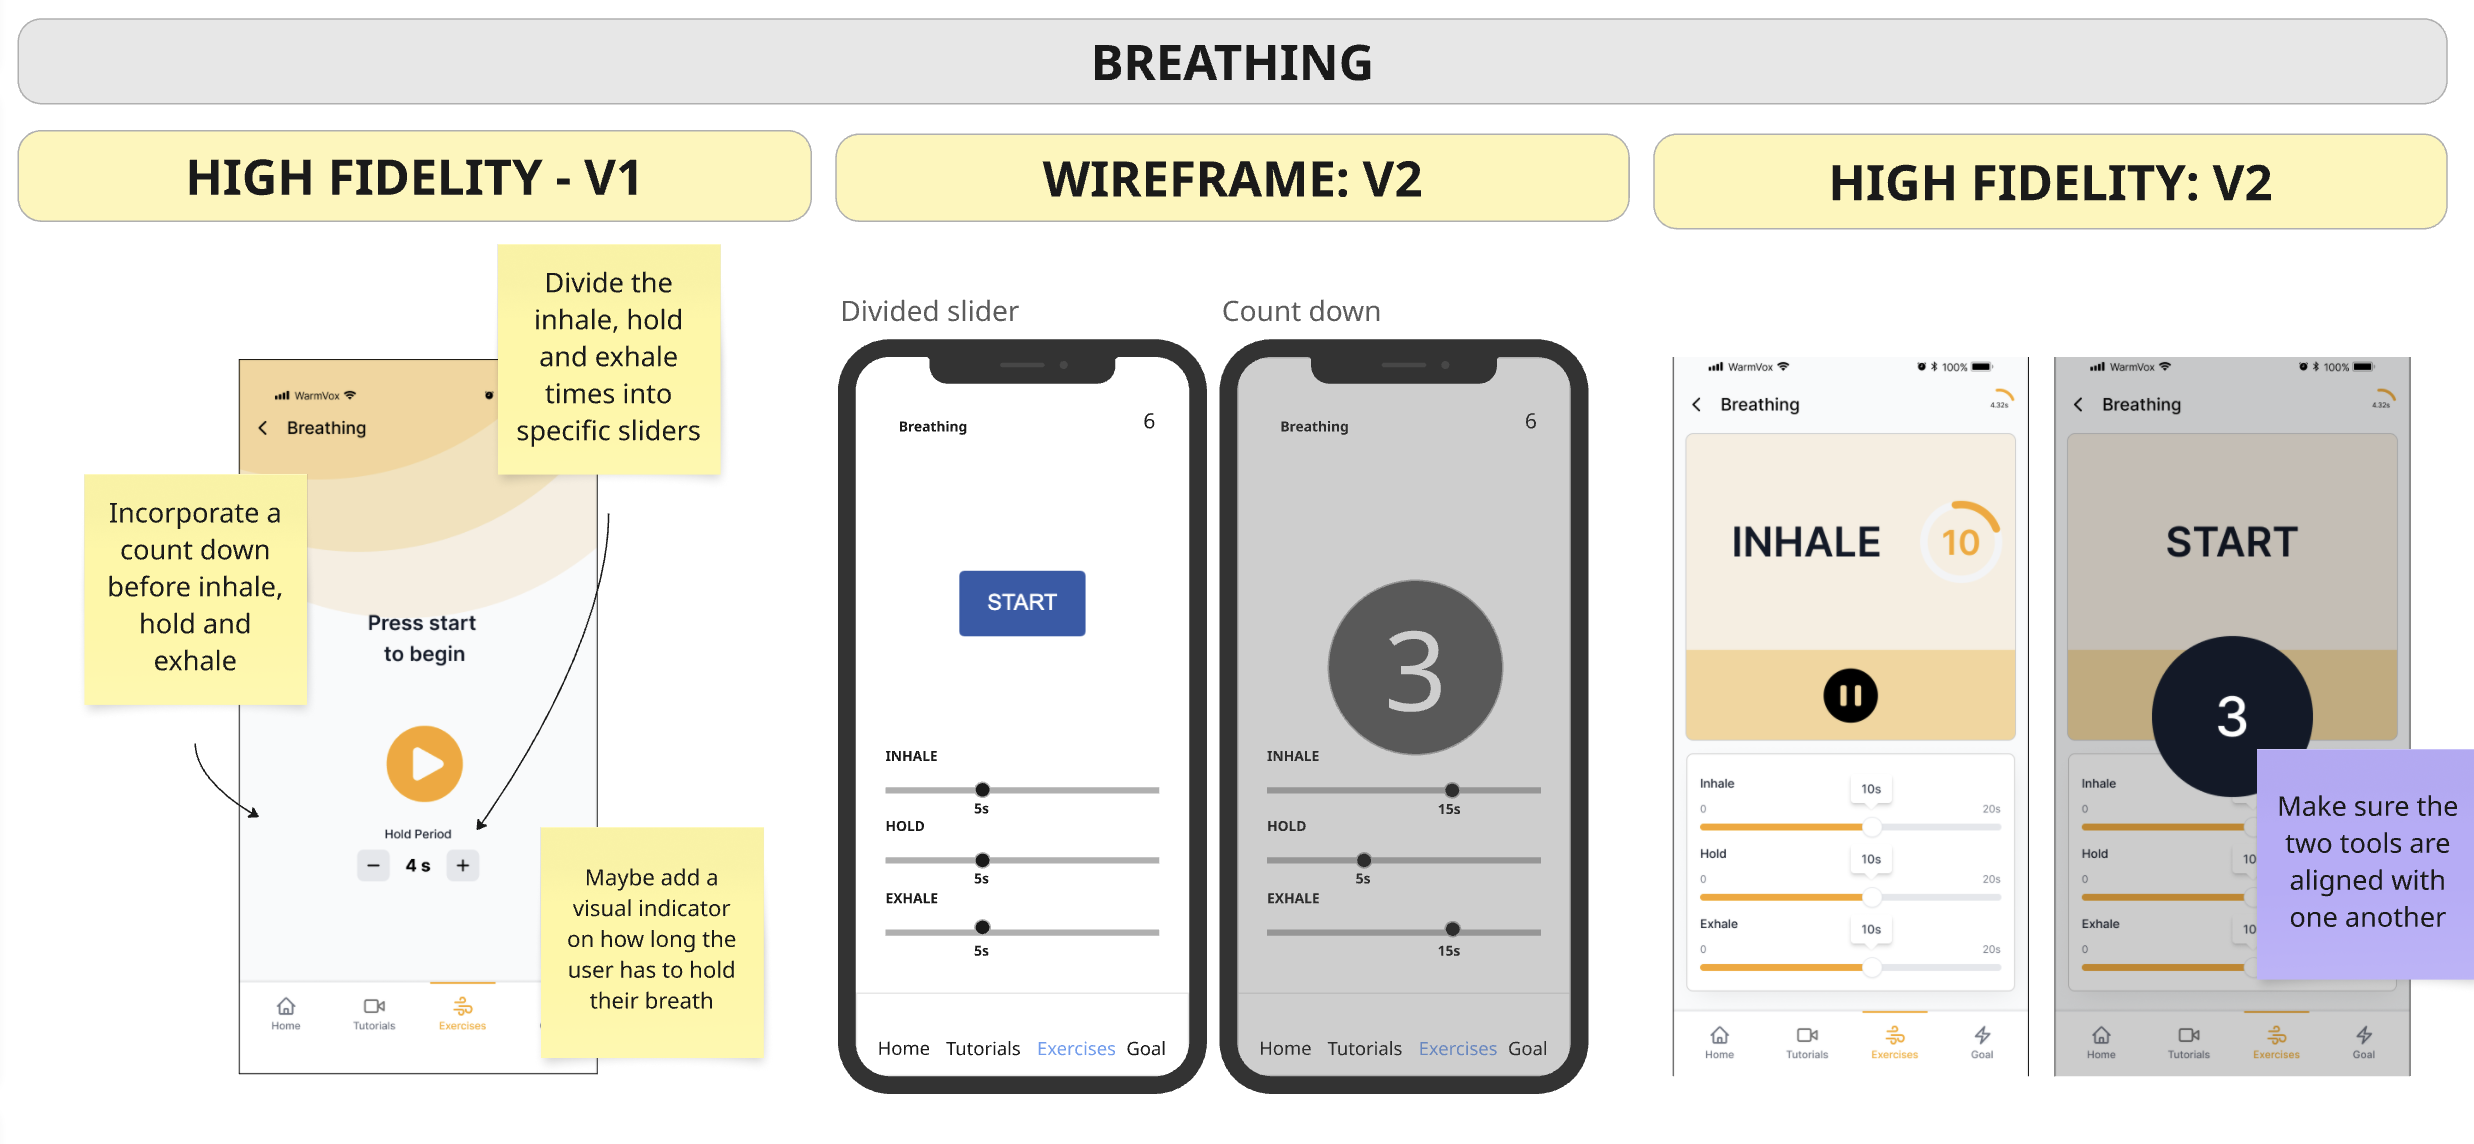 BREATHING
HIGH FIDELITY - V1
WIREFRAME: V2
HIGH FIDELITY: V2
Divide the
inhale, hold
and exhale
times into
specific sliders
WarmVox
Breathing
Incorporate a
count down
before inhale,
hold and
exhale
Press start
to begin
Hold Period
− 4 s +
Maybe add a
visual indicator
on how long the
user has to hold
their breath
Home
Tutorials
Exercises
Divided slider
Breathing
6
START
INHALE
5s
HOLD
5s
EXHALE
5s
Home Tutorials Exercises Goal
Count down
Breathing
6
3
INHALE
15s
HOLD
5s
EXHALE
15s
Home Tutorials Exercises Goal
WarmVox 100%
Breathing
4.32s
INHALE 10
Inhale
10s
0 20s
Hold
10s
0 20s
Exhale
10s
0 20s
Home Tutorials Exercises Goal
WarmVox 100%
Breathing
4.32s
START
3
Inhale
0
Hold
10
0
Exhale
10
0
Home Tutorials Exercises Goal
Make sure the
two tools are
aligned with
one another